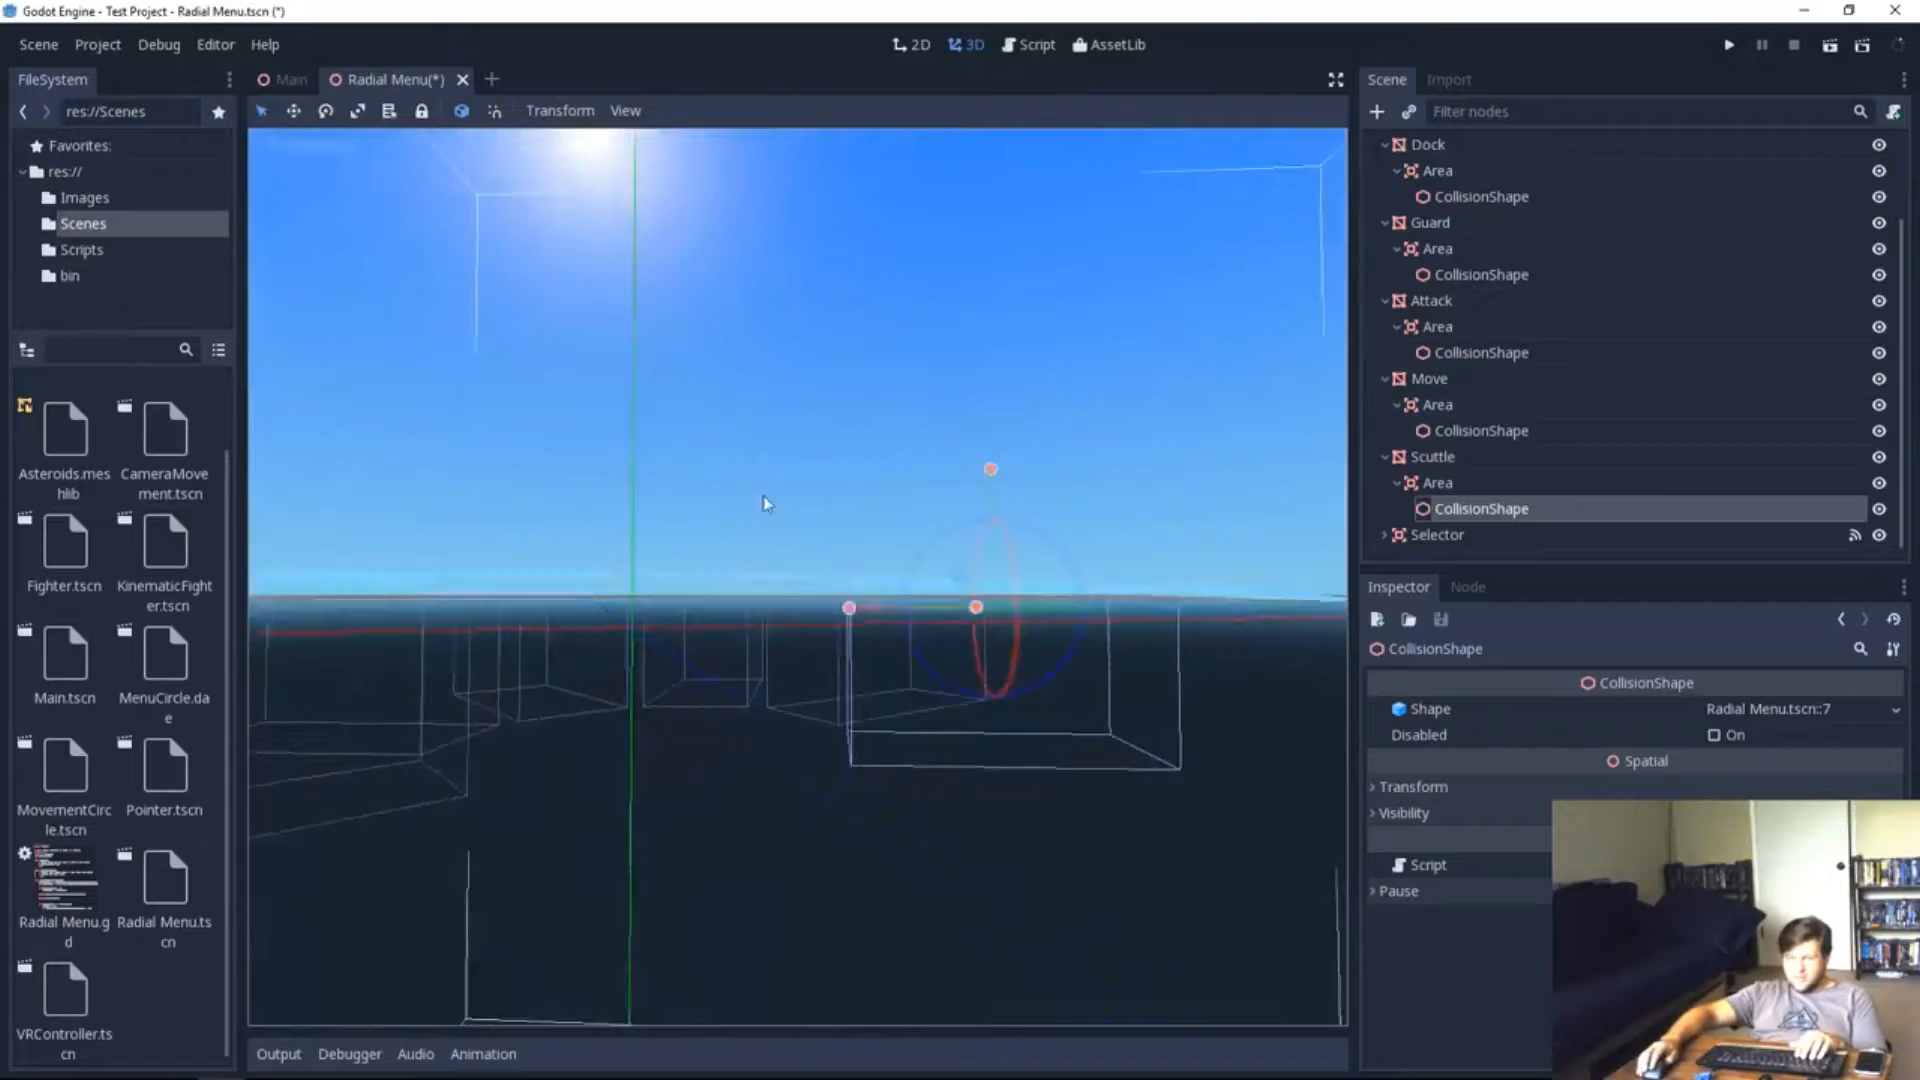 Godot Engine - Test Project - Radial Menu.tscn (*)
Scene Project Debug Editor Help
2D 3D Script AssetLib
FileSystem
Main Radial Menu(*)
Scene Import
res://Scenes
Transform View
Filter nodes
Favorites:
res://
Images
Scenes
Scripts
bin
Asteroids.mes
hlib
CameraMove
ment.tscn
Fighter.tscn
KinematicFigh
er.tscn
Main.tscn
MenuCircle.da
e
MovementCirc
le.tscn
Pointer.tscn
Radial Menu.g
d
Radial Menu.ts
cn
VRController.ts
cn
Output Debugger Audio Animation
Dock
Area
CollisionShape
Guard
Area
CollisionShape
Attack
Area
CollisionShape
Move
Area
CollisionShape
Scuttle
Area
CollisionShape
Selector
Inspector Node
CollisionShape
CollisionShape
Shape Radial Menu.tscn::7
Disabled On
Spatial
Transform
Visibility
Script
Pause